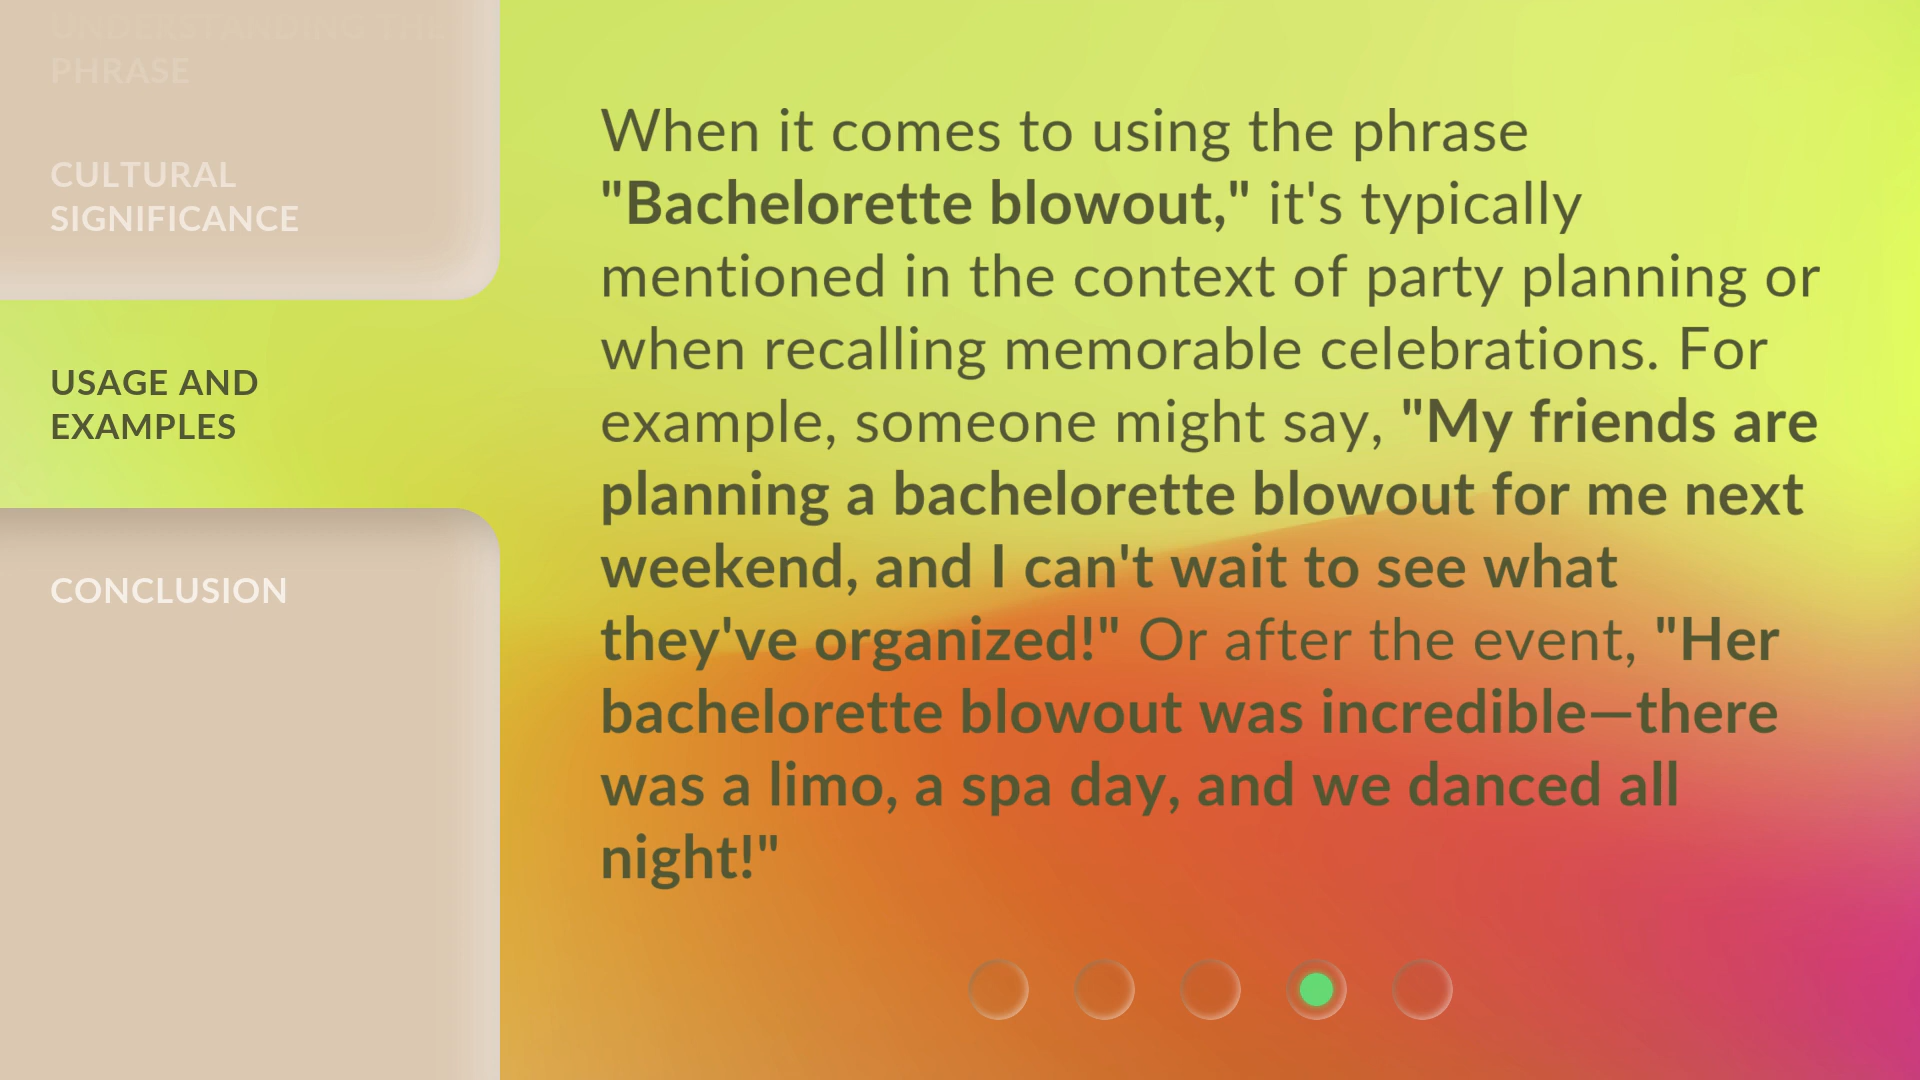 UNDERSTANDING THE
PHRASE
CULTURAL
SIGNIFICANCE
USAGE AND
EXAMPLES
CONCLUSION
When it comes to using the phrase
"Bachelorette blowout," it's typically
mentioned in the context of party planning or
when recalling memorable celebrations. For
example, someone might say, "My friends are
planning a bachelorette blowout for me next
weekend, and I can't wait to see what
they've organized!" Or after the event, "Her
bachelorette blowout was incredible—there
was a limo, a spa day, and we danced all
night!"